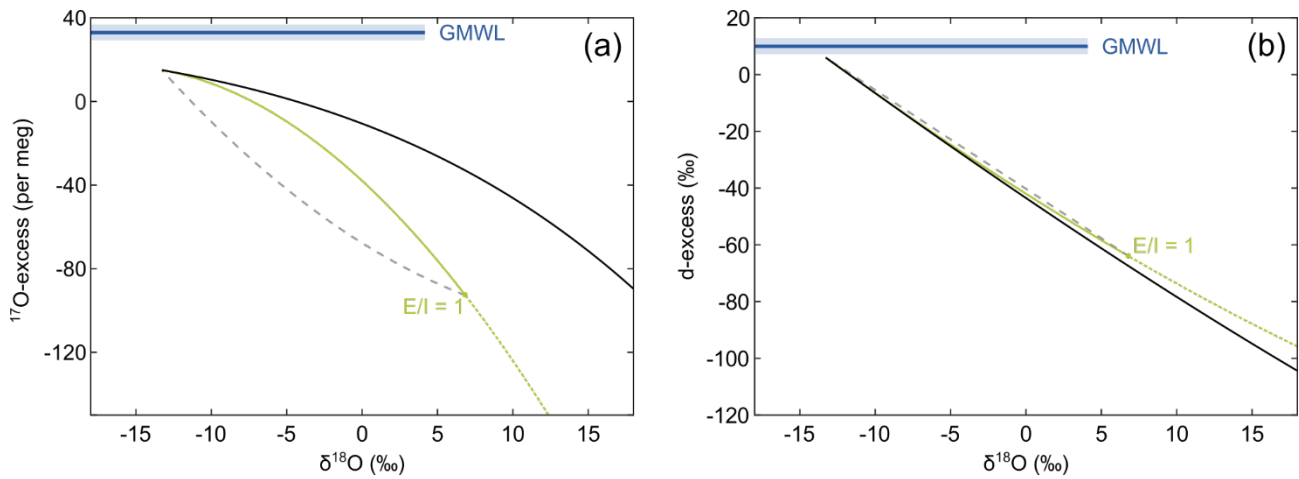 (a)
GMWL
40
0
-40
-80
-120
¹⁷O-excess (per meg)
E/I = 1
-15 -10 -5 0 5 10 15
δ¹⁸O (‰)
(b)
GMWL
20
0
-20
-40
-60
-80
-100
-120
d-excess (‰)
E/I = 1
-15 -10 -5 0 5 10 15
δ¹⁸O (‰)